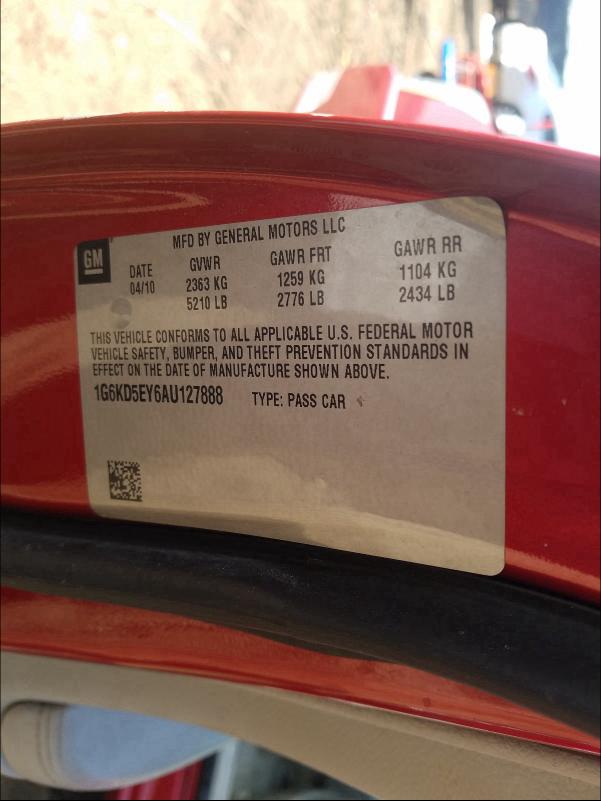 GM
MFD BY GENERAL MOTORS LLC
DATE GVWR GAWR FRT GAWR RR
04/10 2363 KG 1259 KG 1104 KG
5210 LB 2776 LB 2434 LB
THIS VEHICLE CONFORMS TO ALL APPLICABLE U.S. FEDERAL MOTOR
VEHICLE SAFETY, BUMPER, AND THEFT PREVENTION STANDARDS IN
EFFECT ON THE DATE OF MANUFACTURE SHOWN ABOVE.
1G6KD5EY6AU127888 TYPE: PASS CAR